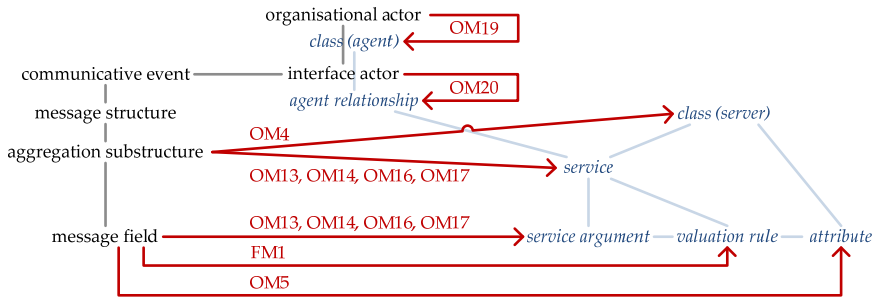 organisational actor
OM19
class (agent)
communicative event
interface actor
OM20
agent relationship
message structure
class (server)
OM4
aggregation substructure
service
OM13, OM14, OM16, OM17
OM13, OM14, OM16, OM17
message field
service argument
valuation rule
attribute
FM1
OM5